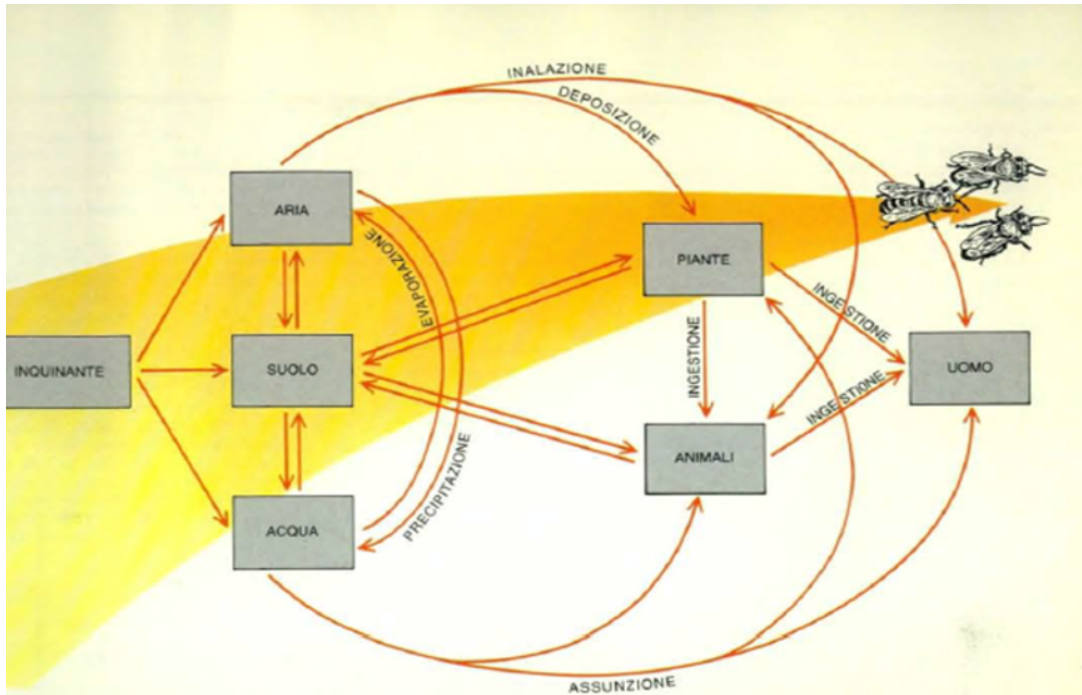 INALAZIONE
DEPOSIZIONE
ARIA
EVAPORAZIONE
PIANTE
INGESTIONE
INQUINANTE
SUOLO
INGESTIONE
UOMO
INGESTIONE
PRECIPITAZIONE
ANIMALI
ACQUA
ASSUNZIONE